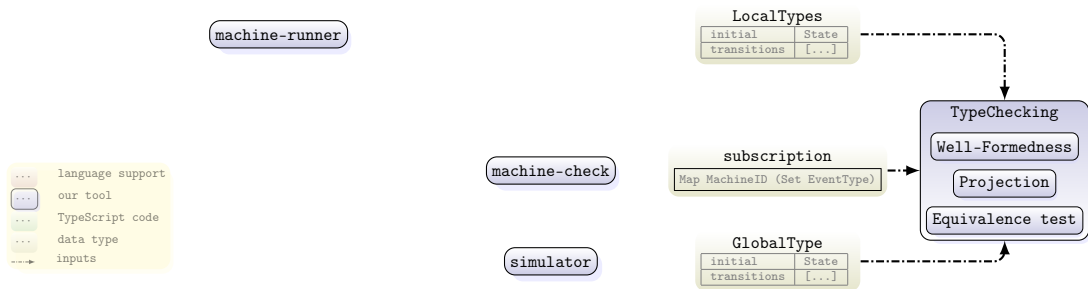 LocalTypes
initial State
transitions [...]
machine-runner
TypeChecking
Well-Formedness
Projection
Equivalence test
subscription
Map MachineID (Set EventType)
machine-check
... language support
... our tool
... TypeScript code
... data type
inputs
GlobalType
initial State
transitions [...]
simulator